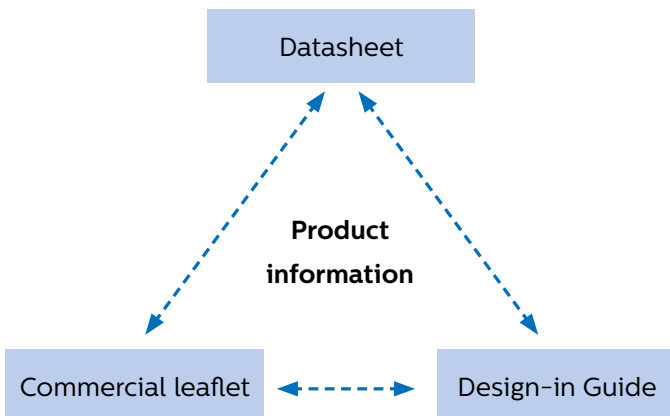 Datasheet
Product
information
Commercial leaflet
Design-in Guide